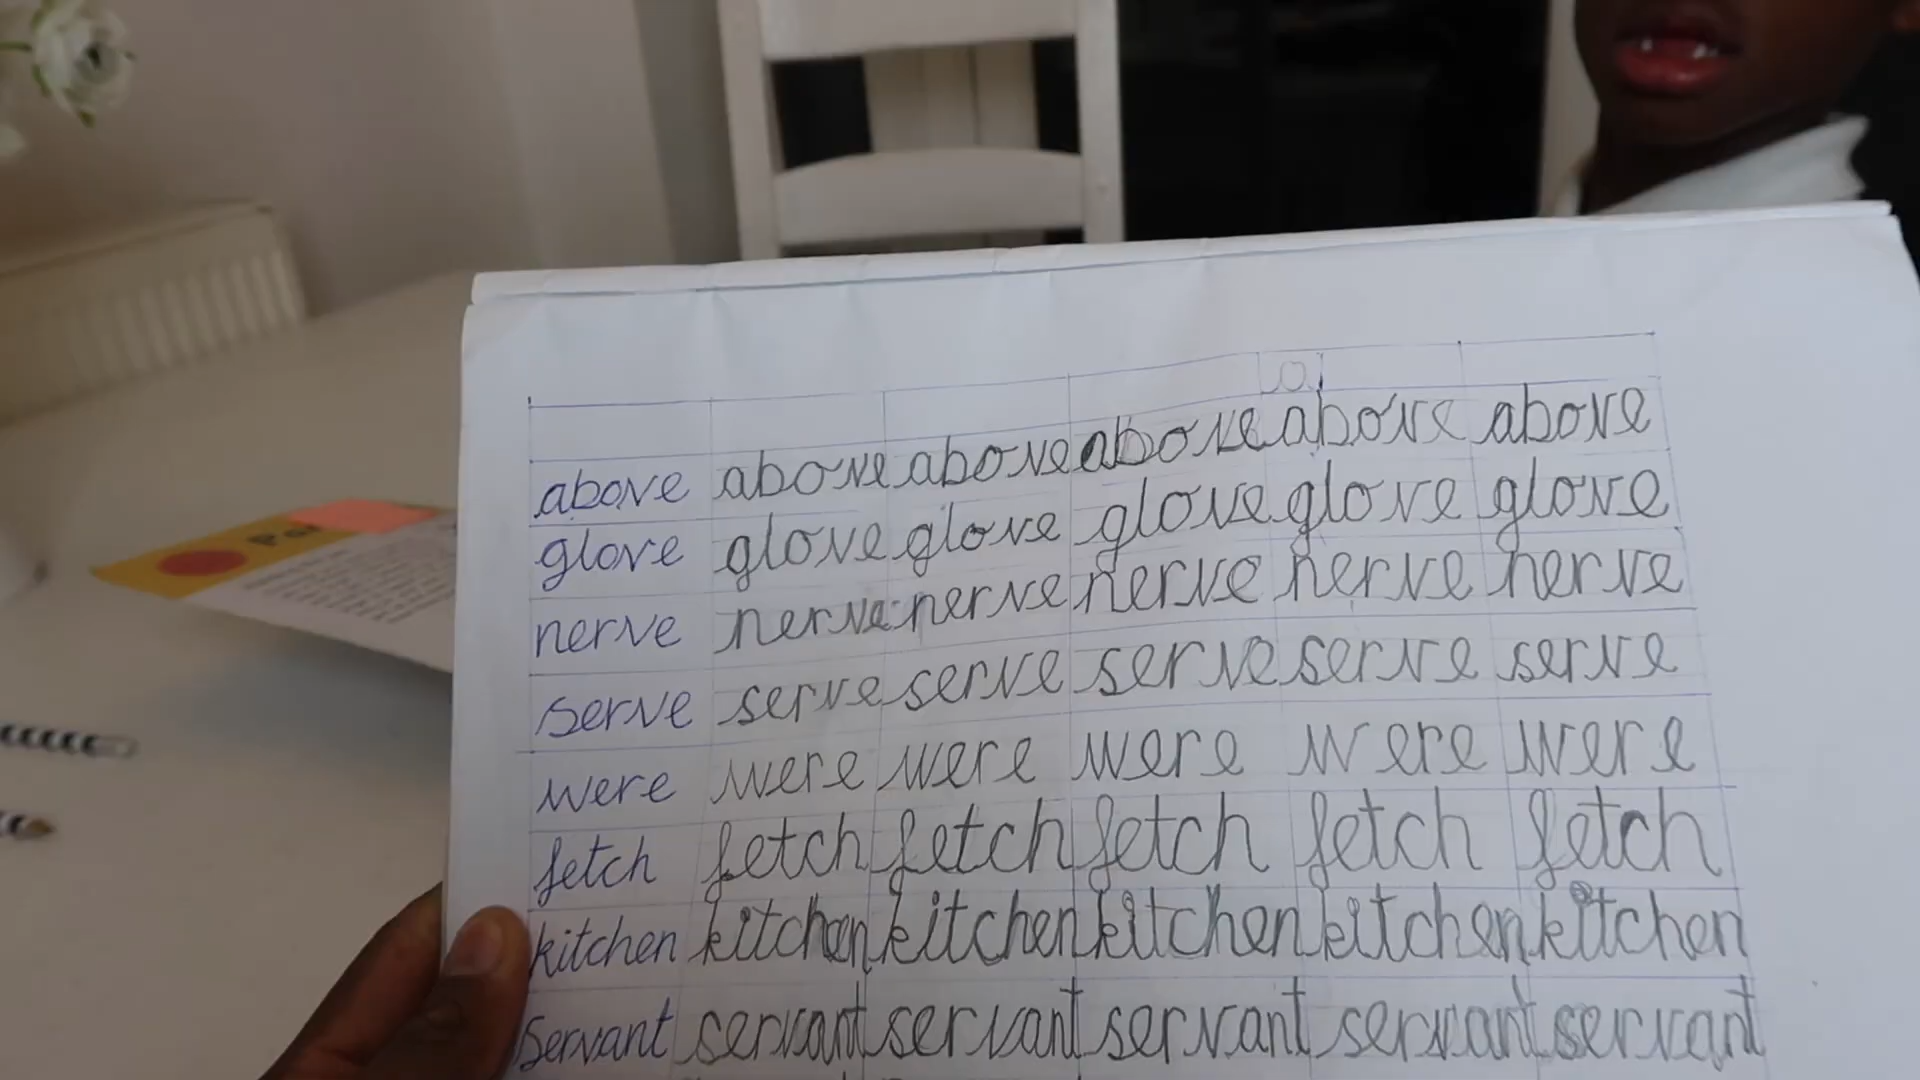 above above above above above above
glove glove glove glove glove glove
nerve nerve nerve nerve nerve nerve
serve serve serve serve serve serve
were were were were were were
fetch fetch fetch fetch fetch fetch
kitchen kitchen kitchen kitchen kitchen kitchen
servant servant servant servant servant servant